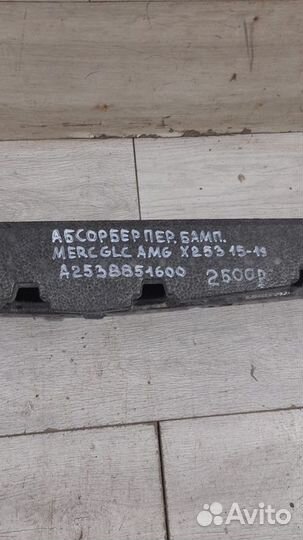 АБСОРБЕР ПЕР. БАМП.
MERC GLC AMG X253 15-19
A2538851600 2500р
Avito